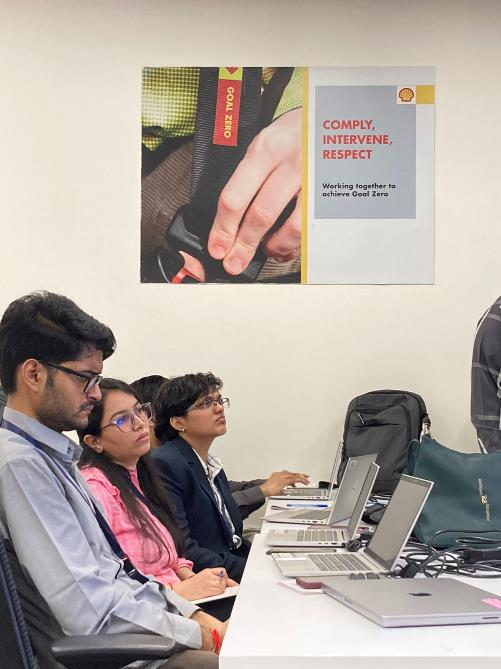 GOAL ZERO
COMPLY,
INTERVENE,
RESPECT
Working together to
achieve Goal Zero